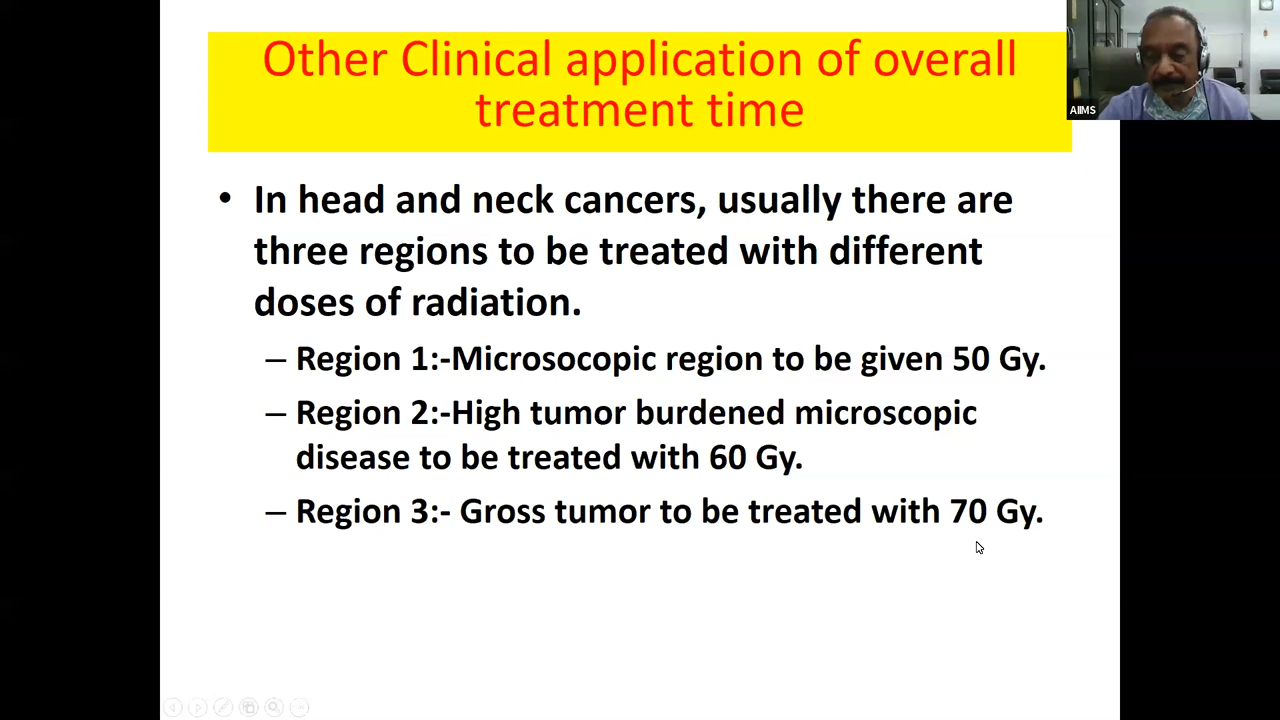 Other Clinical application of overall
treatment time
AIIMS
• In head and neck cancers, usually there are
three regions to be treated with different
doses of radiation.
– Region 1:-Microsocopic region to be given 50 Gy.
– Region 2:-High tumor burdened microscopic
disease to be treated with 60 Gy.
– Region 3:- Gross tumor to be treated with 70 Gy.